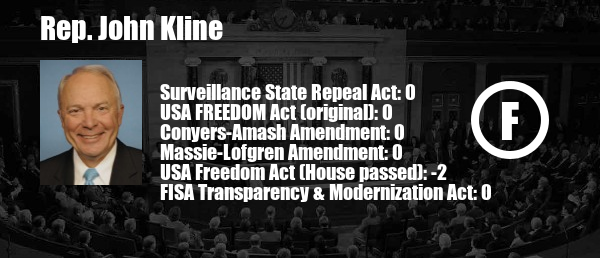 Rep. John Kline
Surveillance State Repeal Act: 0
USA FREEDOM Act (original): 0
Conyers-Amash Amendment: 0
Massie-Lofgren Amendment: 0
USA Freedom Act (House passed): -2
FISA Transparency & Modernization Act: 0
F